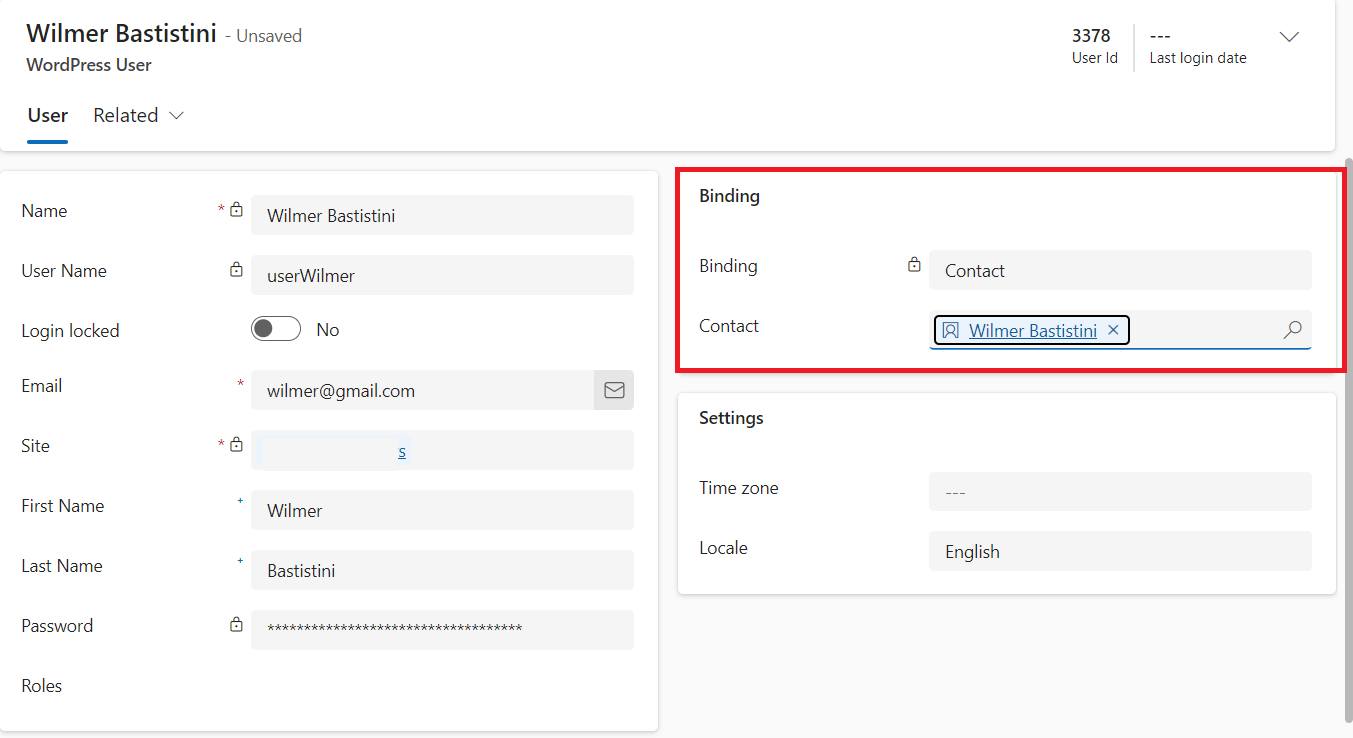 Wilmer Bastistini - Unsaved
WordPress User
3378
User Id
---
Last login date
User Related
Name * Wilmer Bastistini
User Name userWilmer
Login locked No
Email * wilmer@gmail.com
Site * s
First Name + Wilmer
Last Name + Bastistini
Password ***********************************
Roles
Binding
Binding Contact
Contact Wilmer Bastistini
Settings
Time zone ---
Locale English